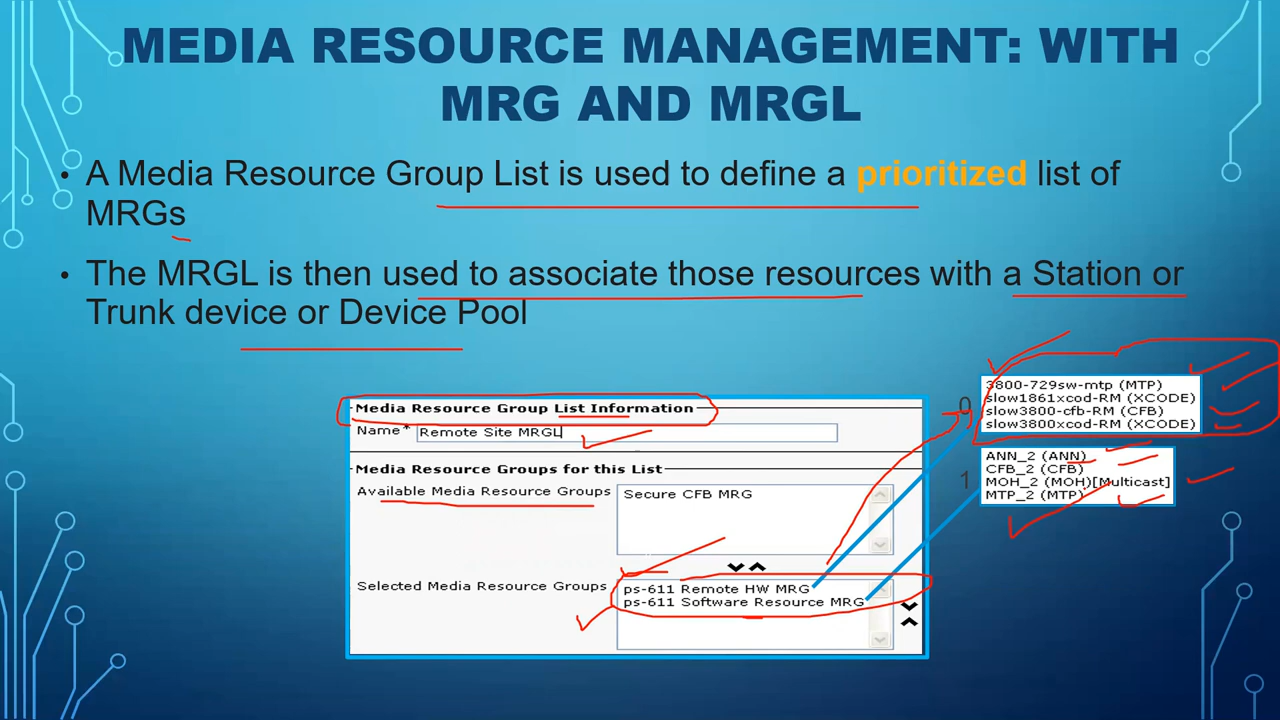 MEDIA RESOURCE MANAGEMENT: WITH
MRG AND MRGL
• A Media Resource Group List is used to define a prioritized list of
MRGs
• The MRGL is then used to associate those resources with a Station or
Trunk device or Device Pool
Media Resource Group List Information
Name* Remote Site MRGL
Media Resource Groups for this List
Available Media Resource Groups
Secure CFB MRG
Selected Media Resource Groups
ps-611 Remote HW MRG
ps-611 Software Resource MRG
0
3800-729sw-mtp (MTP)
slow1861xcod-RM (XCODE)
slow3800-cfb-RM (CFB)
slow3800xcod-RM (XCODE)
1
ANN_2 (ANN)
CFB_2 (CFB)
MOH_2 (MOH)[Multicast]
MTP_2 (MTP)